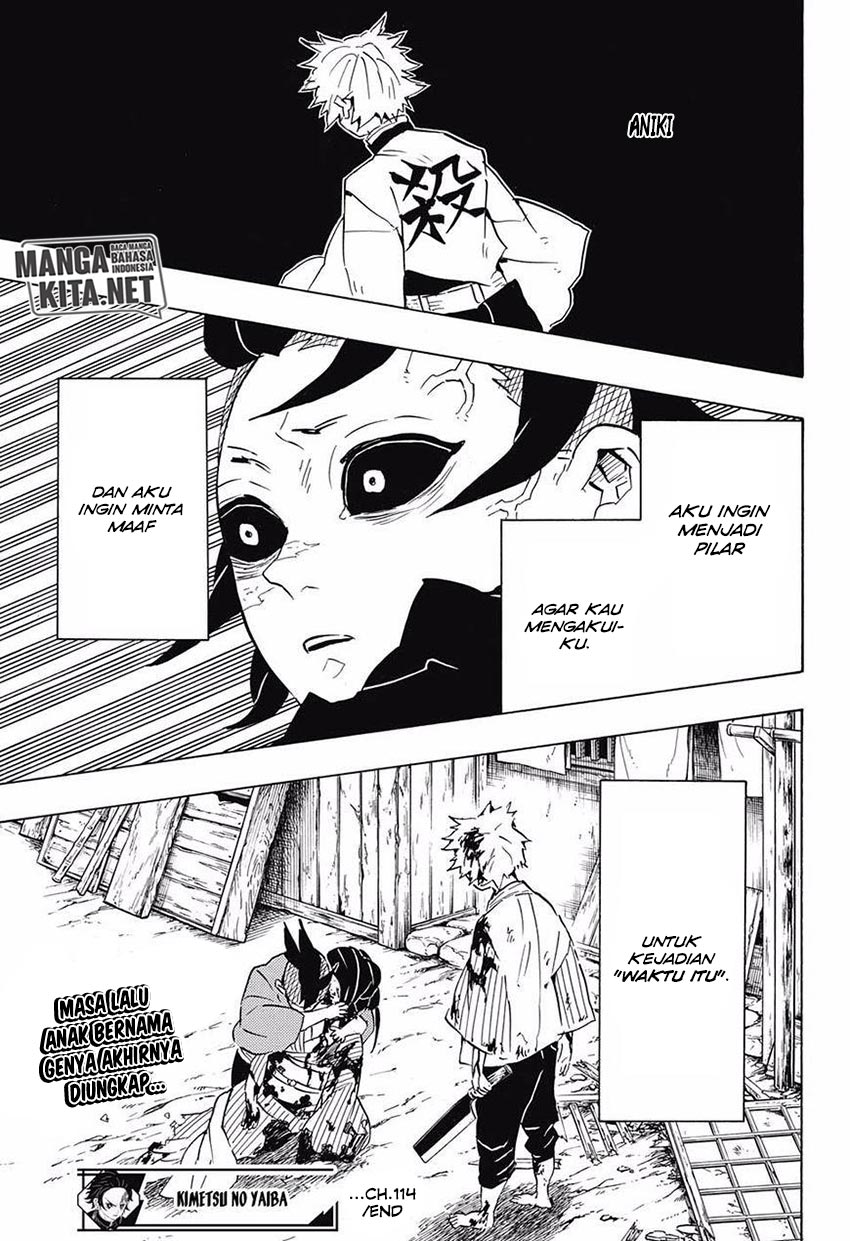 ANIKI
殺
MANGA
KITA.NET
BACA MANGA
BAHASA
INDONESIA
AKU INGIN
MENJADI
PILAR
AGAR KAU
MENGAKUI-
KU.
DAN AKU
INGIN MINTA
MAAF
UNTUK
KEJADIAN
"WAKTU ITU".
MASA LALU
ANAK BERNAMA
GENYA AKHIRNYA
DIUNGKAP...
KIMETSU NO YAIBA
...CH.114
/END